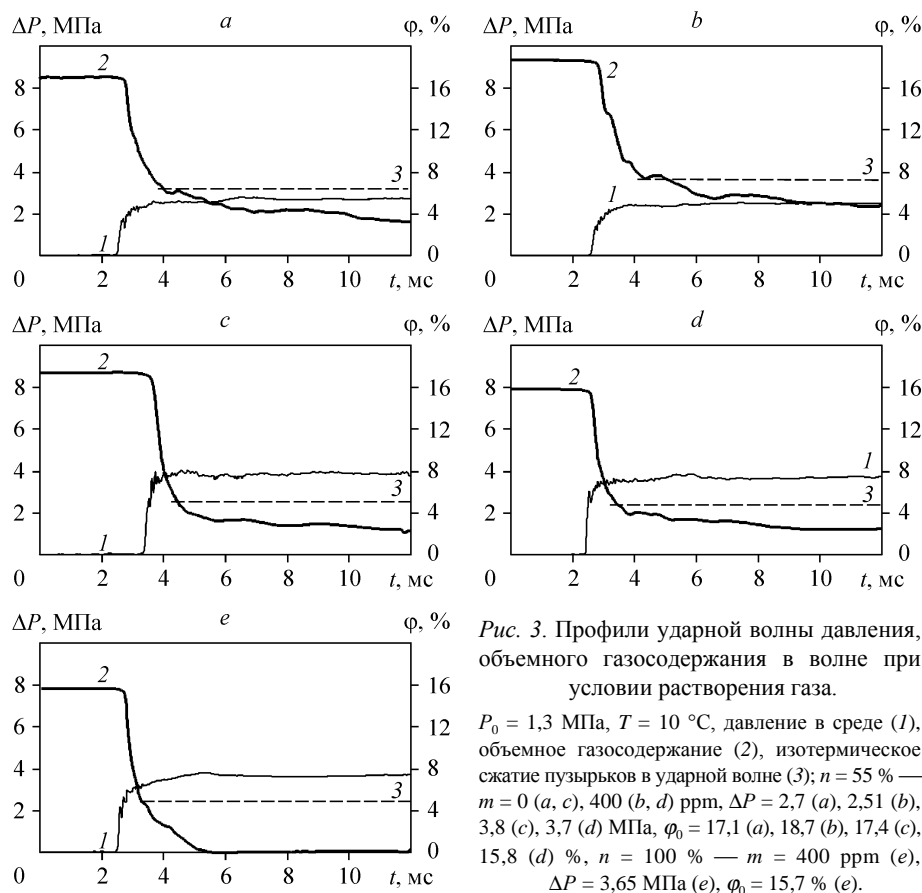 ΔP, МПа a φ, %
2
8 16
6 12
4 3 8
2 1 4
0 2 4 6 8 10 t, мс 0
ΔP, МПа b φ, %
2
8 16
6 12
4 3 8
2 1 4
0 2 4 6 8 10 t, мс 0
ΔP, МПа c φ, %
2
8 16
6 12
4 8
3
2 4
1
0 2 4 6 8 10 t, мс 0
ΔP, МПа d φ, %
2
8 16
6 12
4 1 8
3
2 4
0 2 4 6 8 10 t, мс 0
ΔP, МПа e φ, %
2
8 16
6 12
4 8
3
2 4
1
0 2 4 6 8 10 t, мс 0
Рис. 3. Профили ударной волны давления,
объемного газосодержания в волне при
условии растворения газа.
P₀ = 1,3 МПа, T = 10 °C, давление в среде (1),
объемное газосодержание (2), изотермическое
сжатие пузырьков в ударной волне (3); n = 55 % —
m = 0 (a, c), 400 (b, d) ppm, ΔP = 2,7 (a), 2,51 (b),
3,8 (c), 3,7 (d) МПа, φ₀ = 17,1 (a), 18,7 (b), 17,4 (c),
15,8 (d) %, n = 100 % — m = 400 ppm (e),
ΔP = 3,65 МПа (e), φ₀ = 15,7 % (e).